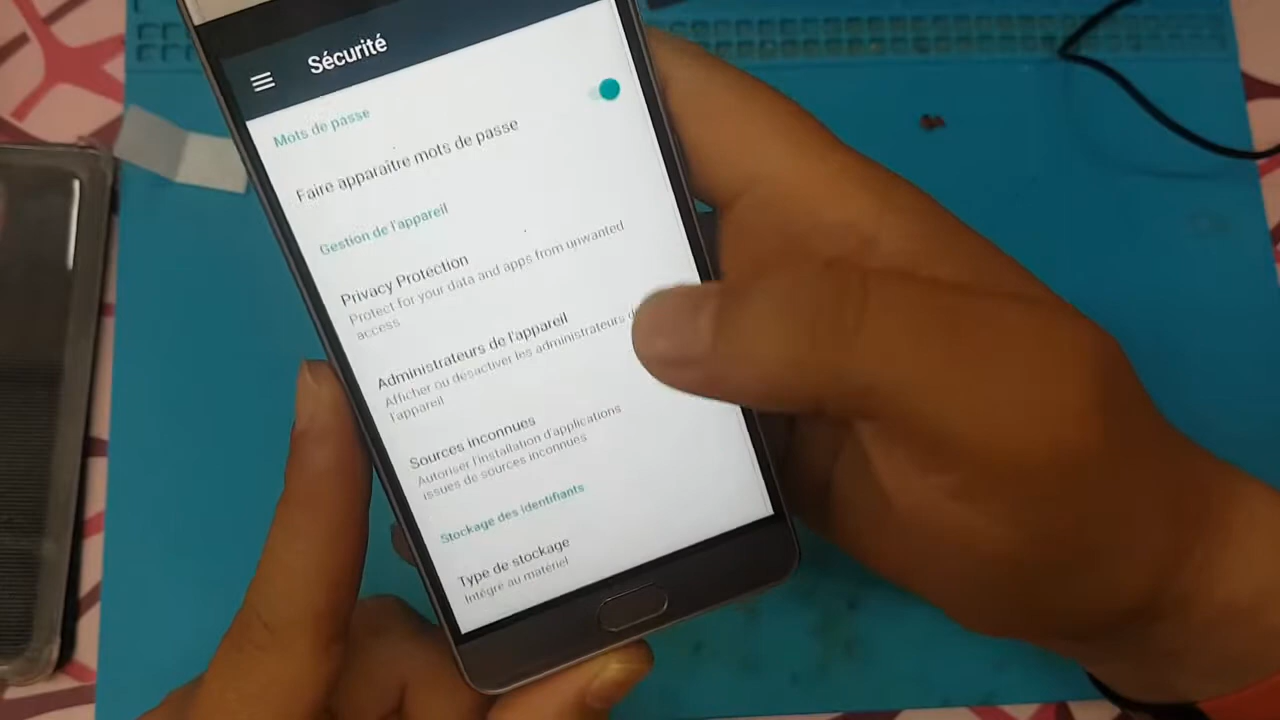 Sécurité
Mots de passe
Faire apparaître mots de passe
Gestion de l'appareil
Privacy Protection
Protect for your data and apps from unwanted
access
Administrateurs de l'appareil
Afficher ou désactiver les administrateurs
l'appareil
Sources inconnues
Autoriser l'installation d'applications
issues de sources inconnues
Stockage des identifiants
Type de stockage
Intégré au matériel